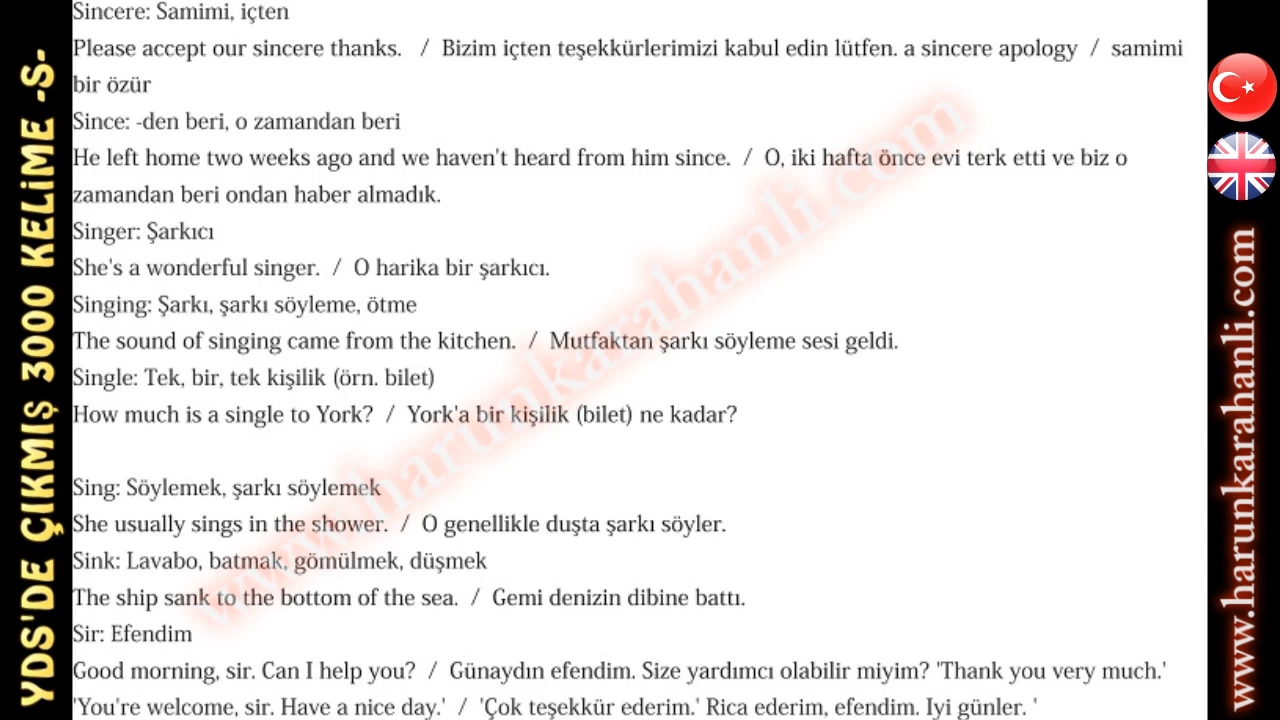 Sincere: Samimi, içten
Please accept our sincere thanks.   /  Bizim içten teşekkürlerimizi kabul edin lütfen. a sincere apology  /  samimi
bir özür
Since: -den beri, o zamandan beri
He left home two weeks ago and we haven't heard from him since.  /  O, iki hafta önce evi terk etti ve biz o
zamandan beri ondan haber almadık.
Singer: Şarkıcı
She's a wonderful singer.  /  O harika bir şarkıcı.
Singing: Şarkı, şarkı söyleme, ötme
The sound of singing came from the kitchen.  /  Mutfaktan şarkı söyleme sesi geldi.
Single: Tek, bir, tek kişilik (örn. bilet)
How much is a single to York?  /  York'a bir kişilik (bilet) ne kadar?
Sing: Söylemek, şarkı söylemek
She usually sings in the shower.  /  O genellikle duşta şarkı söyler.
Sink: Lavabo, batmak, gömülmek, düşmek
The ship sank to the bottom of the sea.  /  Gemi denizin dibine battı.
Sir: Efendim
Good morning, sir. Can I help you?  /  Günaydın efendim. Size yardımcı olabilir miyim? 'Thank you very much.'
'You're welcome, sir. Have a nice day.'  /  'Çok teşekkür ederim.' Rica ederim, efendim. Iyi günler. '
YDS'DE ÇIKMIŞ 3000 KELİME -S-
www.harunkarahanli.com
www.harunkarahanli.com